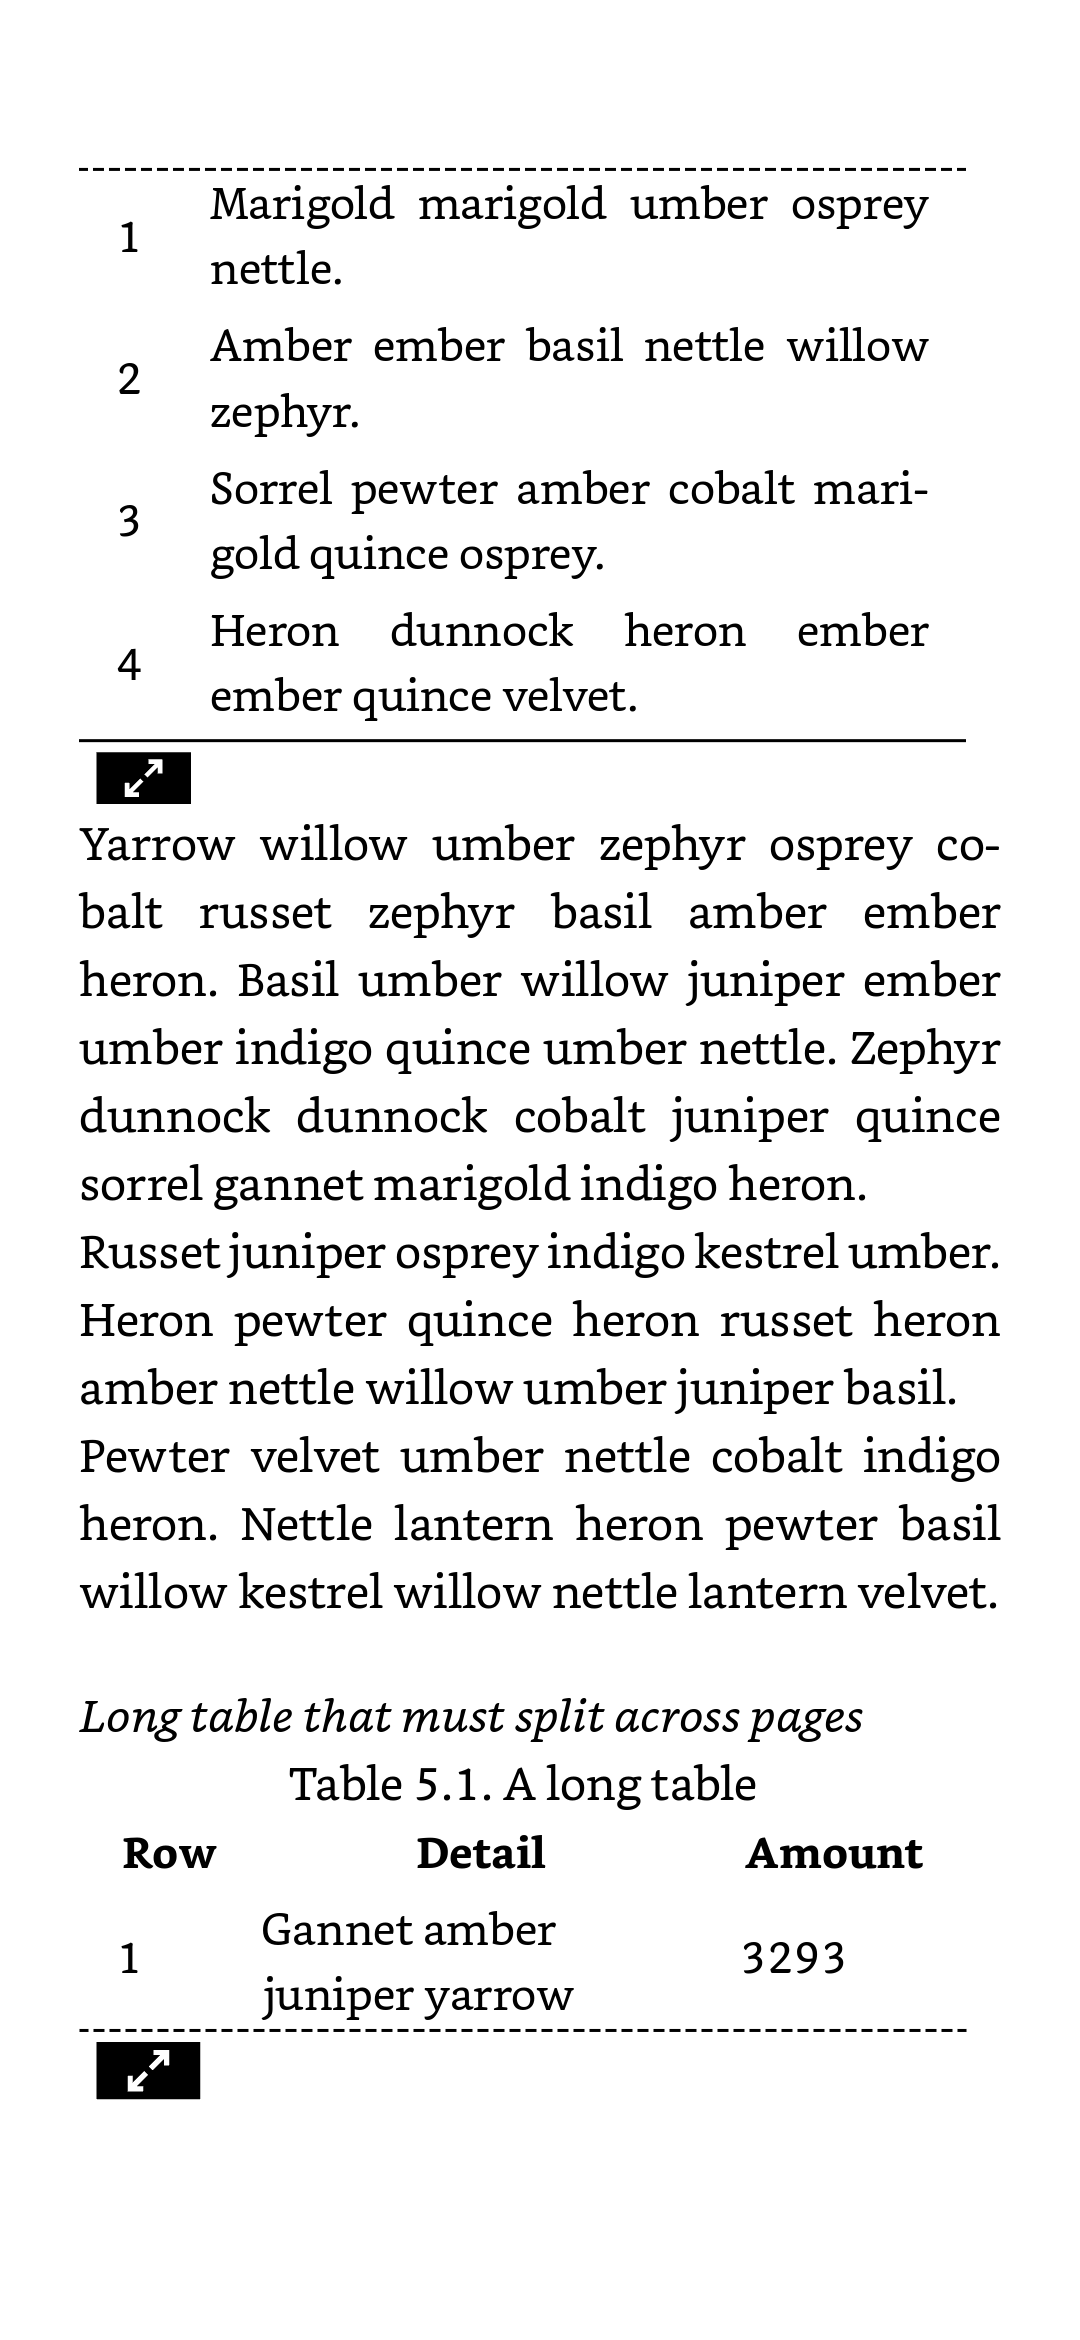 1 Marigold marigold umber osprey
nettle.
2 Amber ember basil nettle willow
zephyr.
3 Sorrel pewter amber cobalt mari-
gold quince osprey.
4 Heron dunnock heron ember
ember quince velvet.
Yarrow willow umber zephyr osprey co-
balt russet zephyr basil amber ember
heron. Basil umber willow juniper ember
umber indigo quince umber nettle. Zephyr
dunnock dunnock cobalt juniper quince
sorrel gannet marigold indigo heron.
Russet juniper osprey indigo kestrel umber.
Heron pewter quince heron russet heron
amber nettle willow umber juniper basil.
Pewter velvet umber nettle cobalt indigo
heron. Nettle lantern heron pewter basil
willow kestrel willow nettle lantern velvet.
Long table that must split across pages
Table 5.1. A long table
Row Detail Amount
1 Gannet amber 3293
juniper yarrow